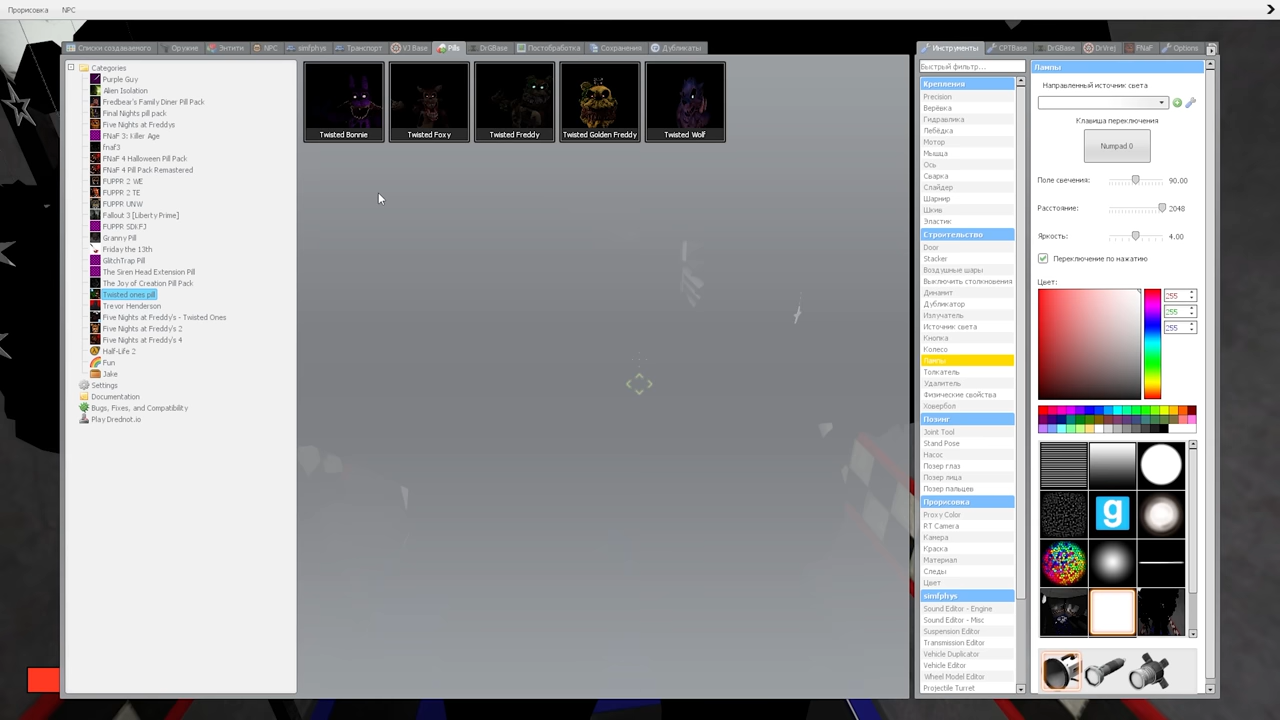 Прорисовка NPC
Списки создаваемого Оружие Энтити NPC simfphys Транспорт VJ Base Pills DrGBase Постобработка Сохранения Дубликаты
Categories
Purple Guy
Alien Isolation
Fredbear's Family Diner Pill Pack
Final Nights pill pack
Five Nights at Freddys
FNaF 3: Killer Age
fnaf3
FNaF 4 Halloween Pill Pack
FNaF 4 Pill Pack Remastered
FUPPR 2 WE
FUPPR 2 TE
FUPPR UNW
Fallout 3 [Liberty Prime]
FUPPR SDI.FJ
Granny Pill
Friday the 13th
GlitchTrap Pill
The Siren Head Extension Pill
The Joy of Creation Pill Pack
Twisted ones pill
Trevor Henderson
Five Nights at Freddy's - Twisted Ones
Five Nights at Freddy's 2
Five Nights at Freddy's 4
Half-Life 2
Fun
Jake
Settings
Documentation
Bugs, Fixes, and Compatibility
Play Drednot.io
Twisted Bonnie Twisted Foxy Twisted Freddy Twisted Golden Freddy Twisted Wolf
Инструменты CPTBase DrGBase DrVrej FNaF Options
Быстрый фильтр...
Крепления
Precision
Верёвка
Гидравлика
Лебёдка
Мотор
Мышца
Ось
Сварка
Слайдер
Шарнир
Шкив
Эластик
Строительство
Door
Stacker
Воздушные шары
Выключить столкновения
Динамит
Дубликатор
Излучатель
Источник света
Кнопка
Колесо
Лампы
Толкатель
Удалитель
Физические свойства
Ховербол
Позинг
Joint Tool
Stand Pose
Насос
Позер глаз
Позер лица
Позер пальцев
Прорисовка
Proxy Color
RT Camera
Камера
Краска
Материал
Следы
Цвет
simfphys
Sound Editor - Engine
Sound Editor - Misc
Suspension Editor
Transmission Editor
Vehicle Duplicator
Vehicle Editor
Wheel Model Editor
Projectile Turret
Лампы
Направленный источник света
Клавиша переключения
Numpad 0
Поле свечения: 90.00
Расстояние: 2048
Яркость: 4.00
Переключение по нажатию
Цвет:
255
255
255
g